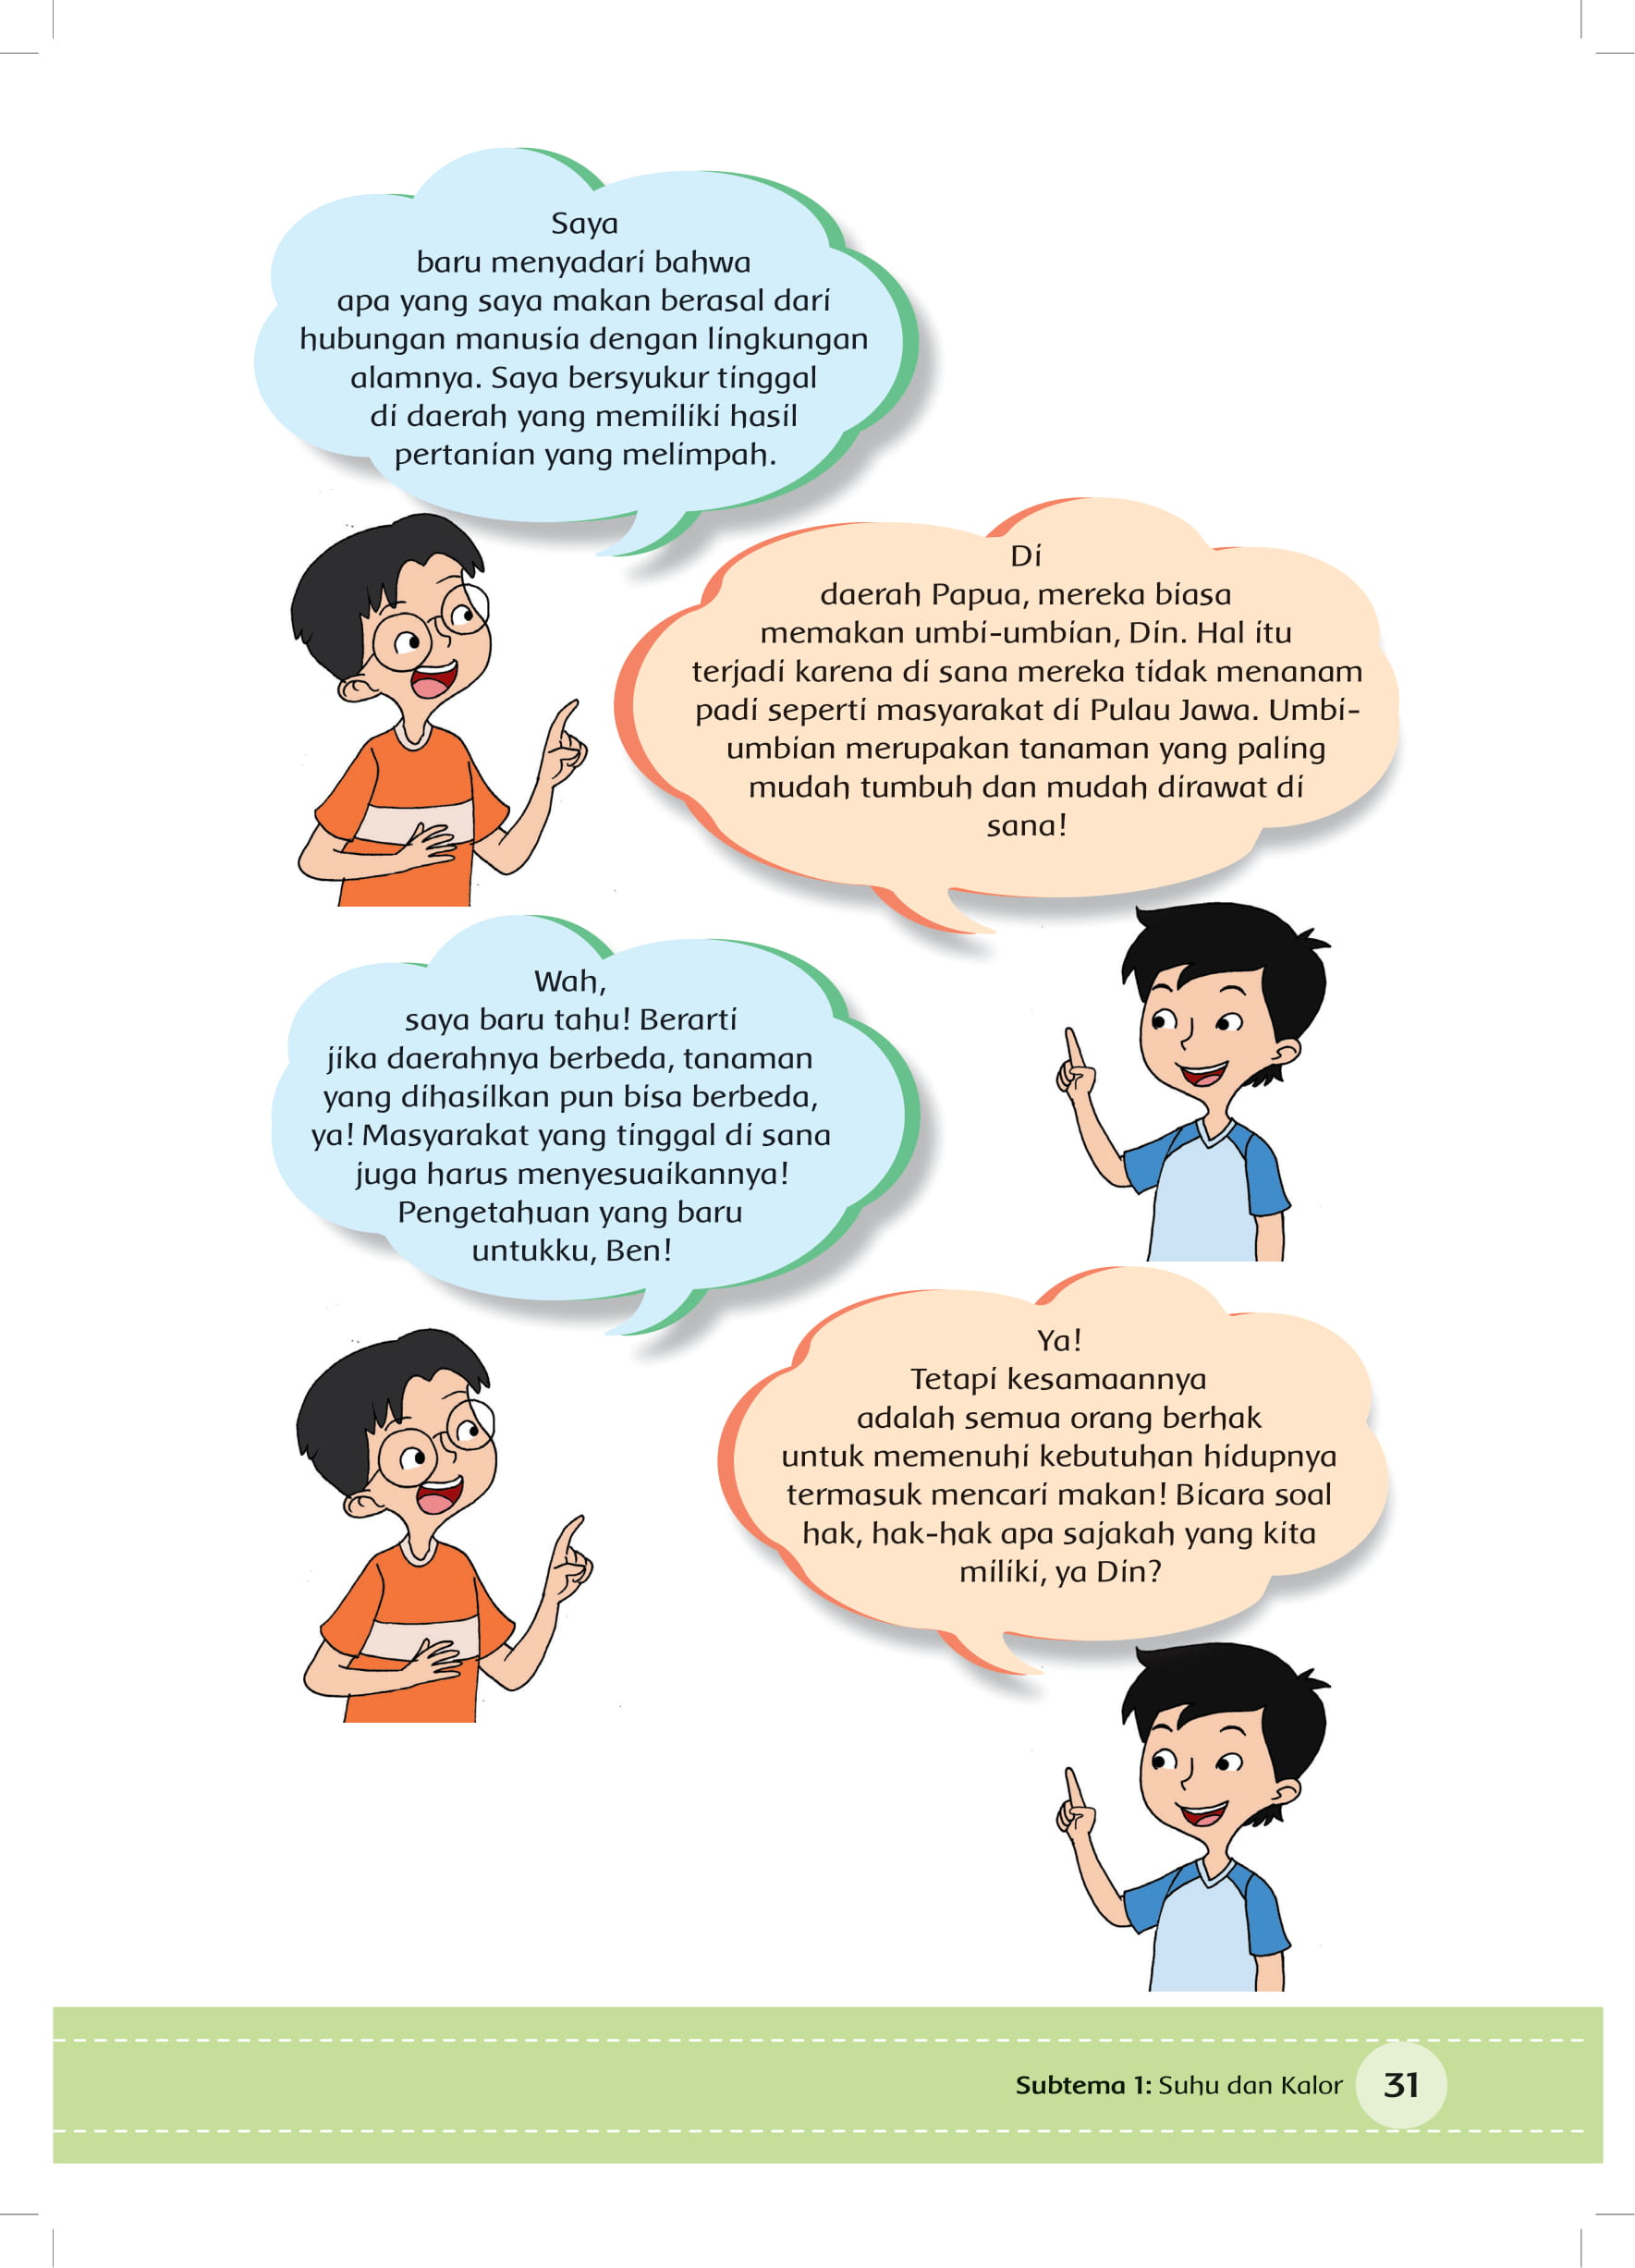 Saya
baru menyadari bahwa
apa yang saya makan berasal dari
hubungan manusia dengan lingkungan
alamnya. Saya bersyukur tinggal
di daerah yang memiliki hasil
pertanian yang melimpah.
Di
daerah Papua, mereka biasa
memakan umbi-umbian, Din. Hal itu
terjadi karena di sana mereka tidak menanam
padi seperti masyarakat di Pulau Jawa. Umbi-
umbian merupakan tanaman yang paling
mudah tumbuh dan mudah dirawat di
sana!
Wah,
saya baru tahu! Berarti
jika daerahnya berbeda, tanaman
yang dihasilkan pun bisa berbeda,
ya! Masyarakat yang tinggal di sana
juga harus menyesuaikannya!
Pengetahuan yang baru
untukku, Ben!
Ya!
Tetapi kesamaannya
adalah semua orang berhak
untuk memenuhi kebutuhan hidupnya
termasuk mencari makan! Bicara soal
hak, hak-hak apa sajakah yang kita
miliki, ya Din?
Subtema 1: Suhu dan Kalor 31